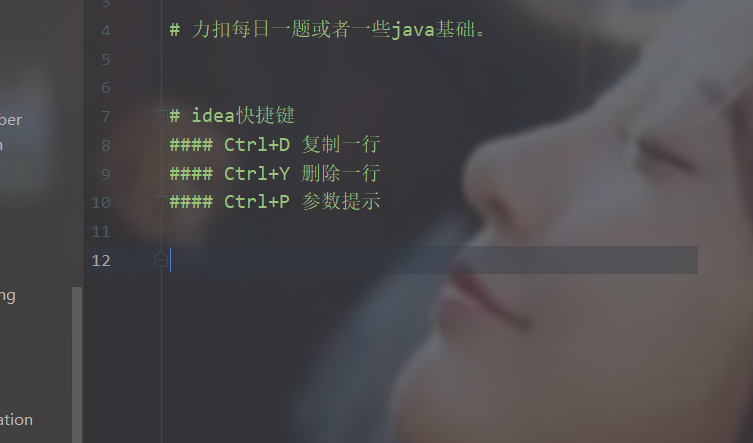 3
4 # 力扣每日一题或者一些java基础。
5
6
7 # idea快捷键
8 #### Ctrl+D 复制一行
9 #### Ctrl+Y 删除一行
10 #### Ctrl+P 参数提示
11
12
per
n
ng
ation